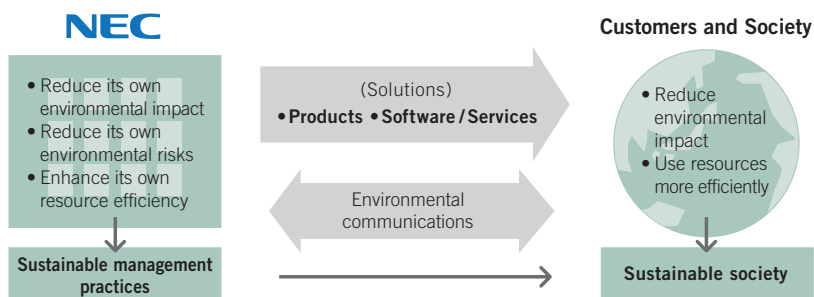 NEC
• Reduce its own
environmental impact
• Reduce its own
environmental risks
• Enhance its own
resource efficiency
Sustainable management
practices
(Solutions)
• Products • Software / Services
Environmental
communications
Customers and Society
• Reduce
environmental
impact
• Use resources
more efficiently
Sustainable society